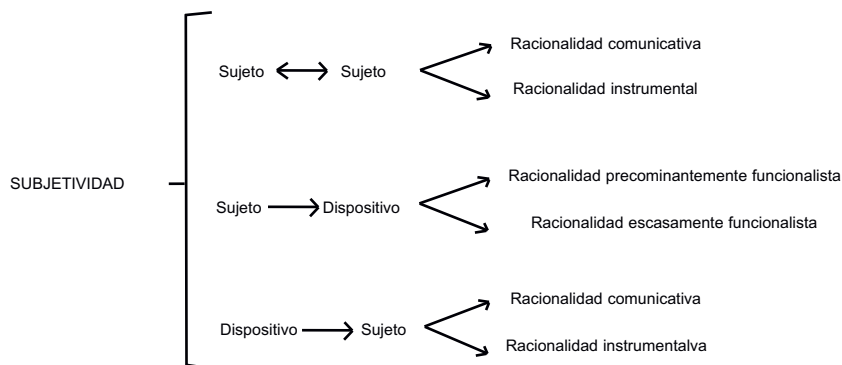 SUBJETIVIDAD
Sujeto Sujeto
Racionalidad comunicativa
Racionalidad instrumental
Sujeto Dispositivo
Racionalidad precominantemente funcionalista
Racionalidad escasamente funcionalista
Dispositivo Sujeto
Racionalidad comunicativa
Racionalidad instrumentalva